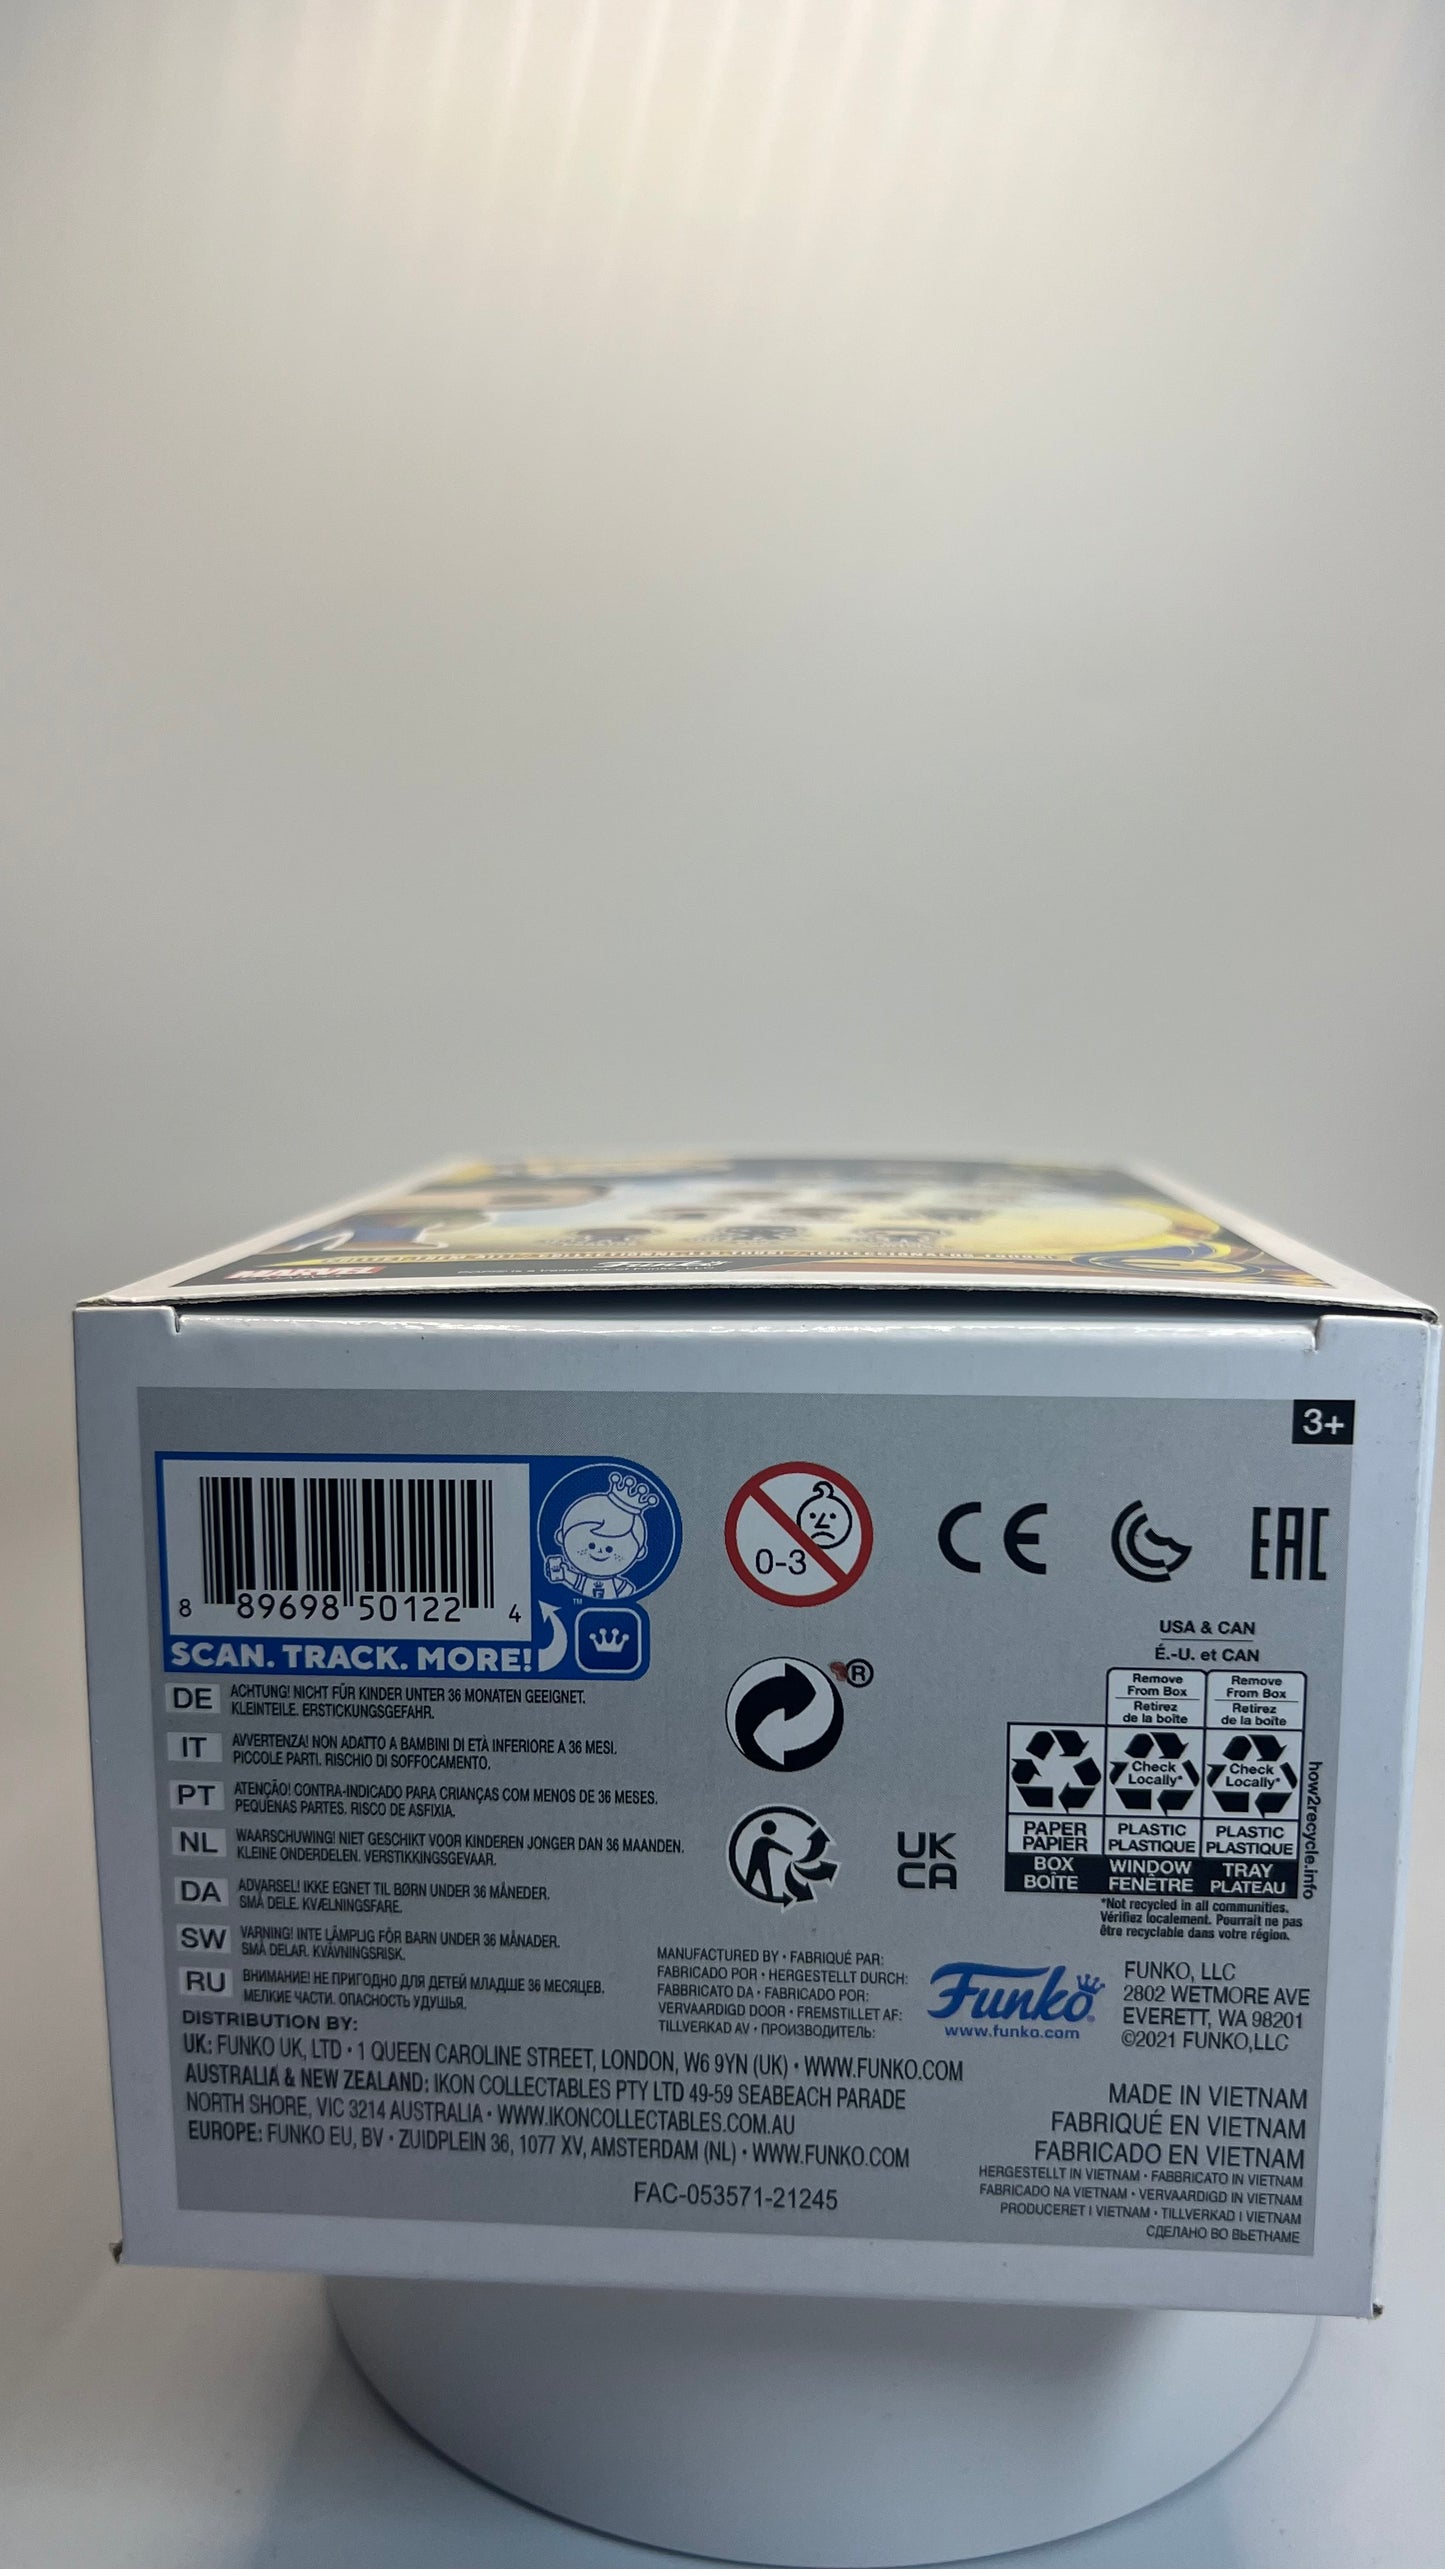 MARVEL
Funko
3+
8 89698 50122 4
SCAN. TRACK. MORE!
TM
0-3
CE
EAC
USA & CAN
É.-U. et CAN
Remove From Box
Retirez de la boîte
Remove From Box
Retirez de la boîte
®
Check Locally*
Check Locally*
PAPER PAPIER
PLASTIC PLASTIQUE
PLASTIC PLASTIQUE
BOX BOÎTE
WINDOW FENÊTRE
TRAY PLATEAU
how2recycle.info
*Not recycled in all communities.
Vérifiez localement. Pourrait ne pas
être recyclable dans votre région.
UK
CA
DE ACHTUNG! NICHT FÜR KINDER UNTER 36 MONATEN GEEIGNET.
KLEINTEILE. ERSTICKUNGSGEFAHR.
IT AVVERTENZA! NON ADATTO A BAMBINI DI ETÀ INFERIORE A 36 MESI.
PICCOLE PARTI. RISCHIO DI SOFFOCAMENTO.
PT ATENÇÃO! CONTRA-INDICADO PARA CRIANÇAS COM MENOS DE 36 MESES.
PEQUENAS PARTES. RISCO DE ASFIXIA.
NL WAARSCHUWING! NIET GESCHIKT VOOR KINDEREN JONGER DAN 36 MAANDEN.
KLEINE ONDERDELEN. VERSTIKKINGSGEVAAR.
DA ADVARSEL! IKKE EGNET TIL BØRN UNDER 36 MÅNEDER.
SMÅ DELE. KVÆLNINGSFARE.
SW VARNING! INTE LÄMPLIG FÖR BARN UNDER 36 MÅNADER.
SMÅ DELAR. KVÄVNINGSRISK.
RU ВНИМАНИЕ! НЕ ПРИГОДНО ДЛЯ ДЕТЕЙ МЛАДШЕ 36 МЕСЯЦЕВ.
МЕЛКИЕ ЧАСТИ. ОПАСНОСТЬ УДУШЬЯ.
MANUFACTURED BY • FABRIQUÉ PAR:
FABRICADO POR • HERGESTELLT DURCH:
FABBRICATO DA • FABRICADO POR:
VERVAARDIGD DOOR • FREMSTILLET AF:
TILLVERKAD AV • ПРОИЗВОДИТЕЛЬ:
Funko®
www.funko.com
FUNKO, LLC
2802 WETMORE AVE
EVERETT, WA 98201
©2021 FUNKO,LLC
DISTRIBUTION BY:
UK: FUNKO UK, LTD • 1 QUEEN CAROLINE STREET, LONDON, W6 9YN (UK) • WWW.FUNKO.COM
AUSTRALIA & NEW ZEALAND: IKON COLLECTABLES PTY LTD 49-59 SEABEACH PARADE
NORTH SHORE, VIC 3214 AUSTRALIA • WWW.IKONCOLLECTABLES.COM.AU
EUROPE: FUNKO EU, BV • ZUIDPLEIN 36, 1077 XV, AMSTERDAM (NL) • WWW.FUNKO.COM
FAC-053571-21245
MADE IN VIETNAM
FABRIQUÉ EN VIETNAM
FABRICADO EN VIETNAM
HERGESTELLT IN VIETNAM • FABBRICATO IN VIETNAM
FABRICADO NA VIETNAM • VERVAARDIGD IN VIETNAM
PRODUCERET I VIETNAM • TILLVERKAD I VIETNAM
СДЕЛАНО ВО ВЬЕТНАМЕ